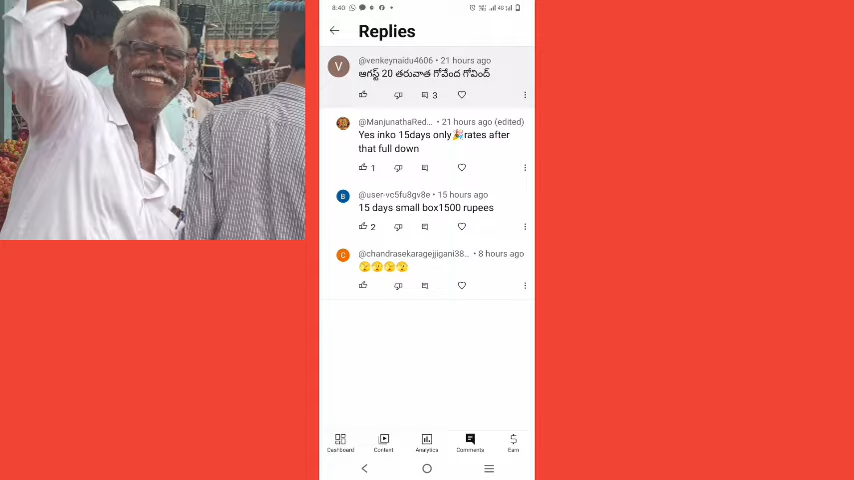 8:40
Replies
@venkeynaidu4606 • 21 hours ago
ఆగస్ట్ 20 తరువాత గోవేంద గోవింద్
3
@ManjunathaRed... • 21 hours ago (edited)
Yes inko 15days only🎉rates after
that full down
1
@user-vc5fu8gv8e • 15 hours ago
15 days small box1500 rupees
2
@chandrasekaragejjigani38... • 8 hours ago
Dashboard Content Analytics Comments Earn